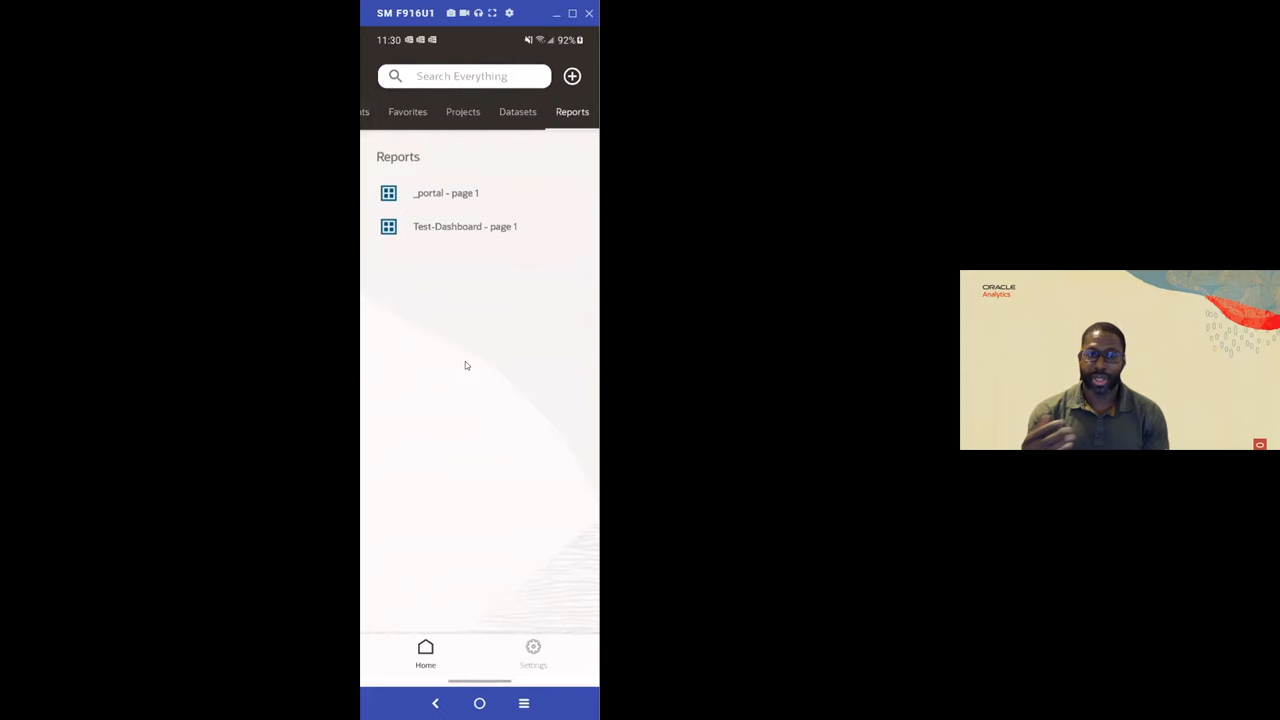 SM F916U1
11:30
92%
Search Everything
ts Favorites Projects Datasets Reports
Reports
_portal - page 1
Test-Dashboard - page 1
Home
Settings
ORACLE
Analytics